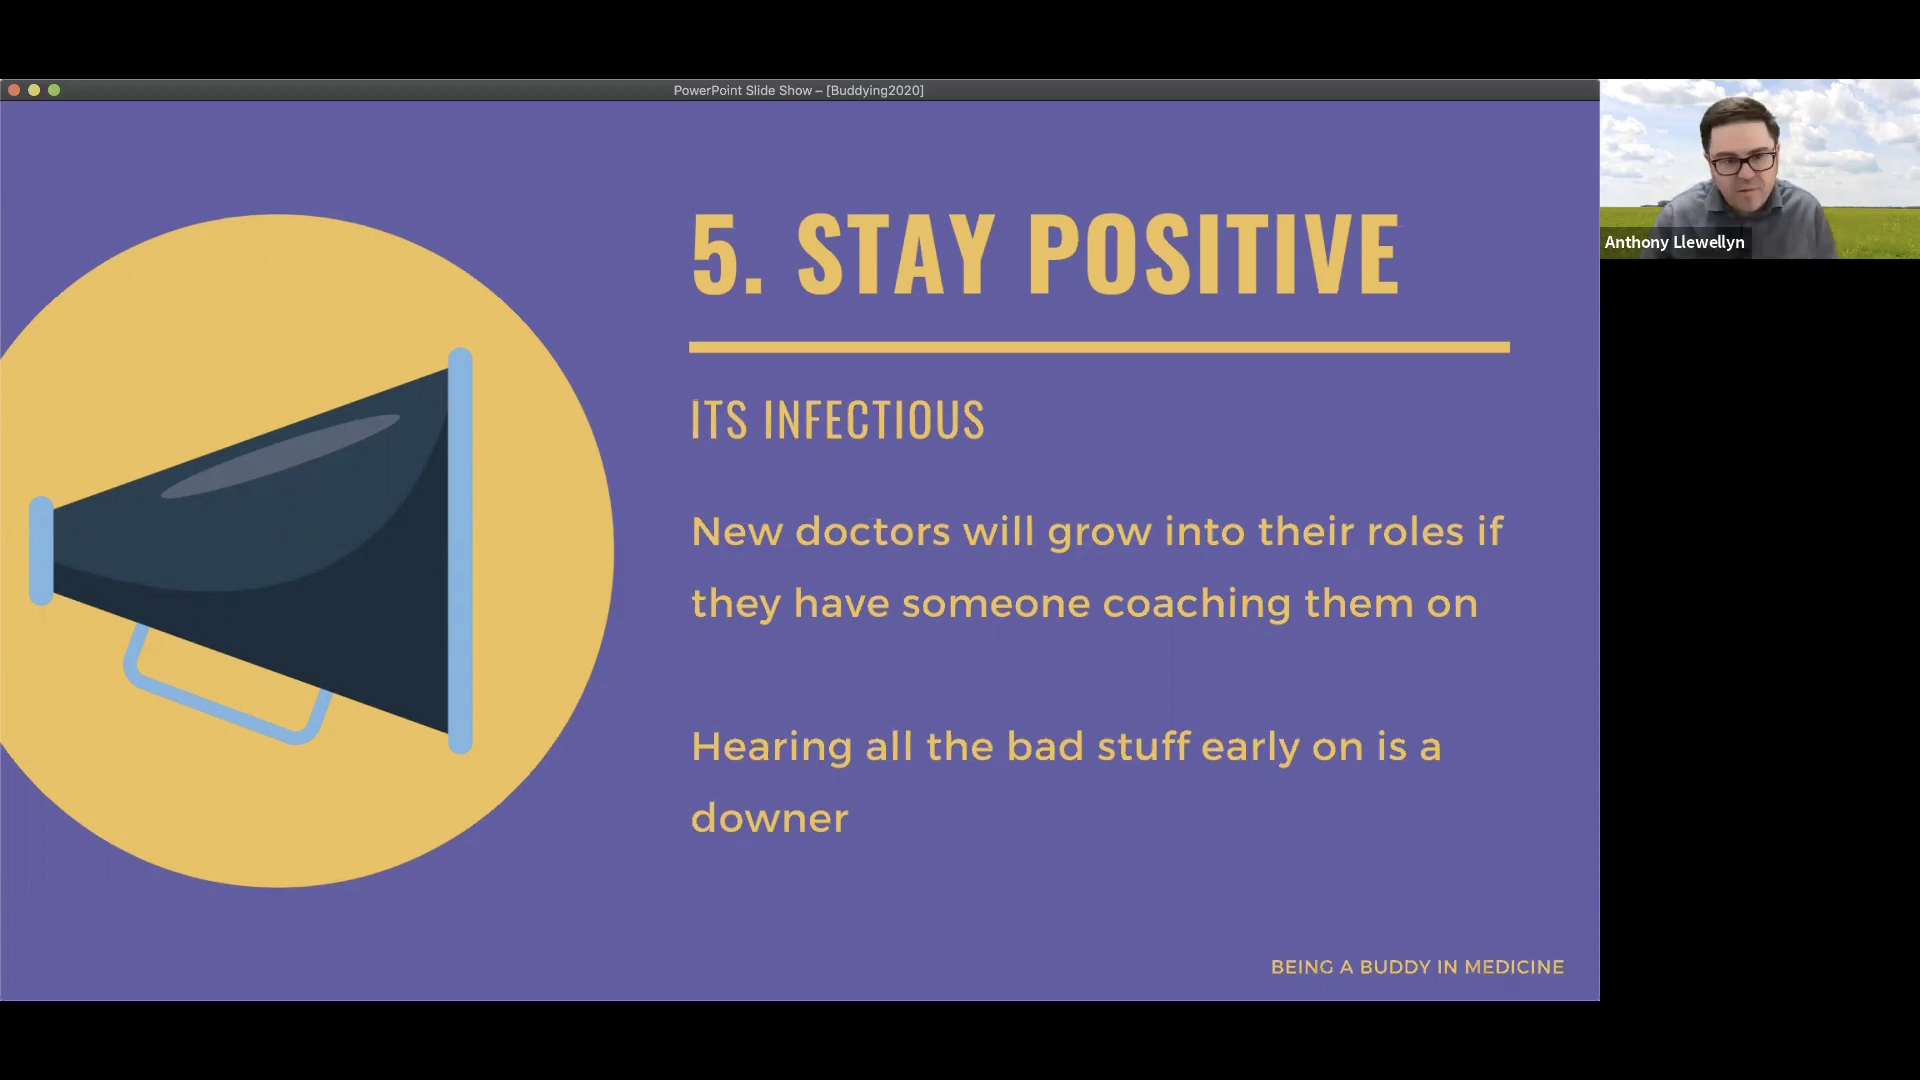 PowerPoint Slide Show – [Buddying2020]
5. STAY POSITIVE
ITS INFECTIOUS
New doctors will grow into their roles if
they have someone coaching them on
Hearing all the bad stuff early on is a
downer
BEING A BUDDY IN MEDICINE
Anthony Llewellyn